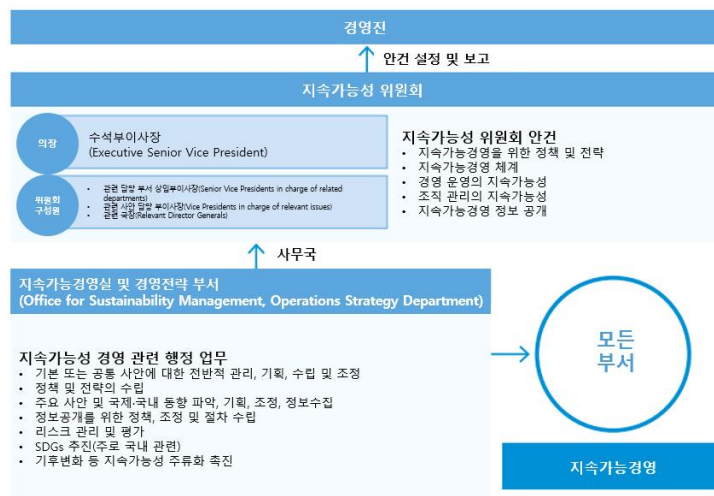 경영진
안건 설정 및 보고
지속가능성 위원회
의장
수석부이사장
(Executive Senior Vice President)
위원회
구성원
• 관련 담당 부서 상임부이사장(Senior Vice Presidents in charge of related
departments)
• 관련 사안 담당 부이사장(Vice Presidents in charge of relevant issues)
• 관련 국장(Relevant Director Generals)
지속가능성 위원회 안건
• 지속가능경영을 위한 정책 및 전략
• 지속가능경영 체계
• 경영 운영의 지속가능성
• 조직 관리의 지속가능성
• 지속가능경영 정보 공개
사무국
지속가능경영실 및 경영전략 부서
(Office for Sustainability Management, Operations Strategy Department)
지속가능성 경영 관련 행정 업무
• 기본 또는 공통 사안에 대한 전반적 관리, 기획, 수립 및 조정
• 정책 및 전략의 수립
• 주요 사안 및 국제·국내 동향 파악, 기획, 조정, 정보수집
• 정보공개를 위한 정책, 조정 및 절차 수립
• 리스크 관리 및 평가
• SDGs 추진(주로 국내 관련)
• 기후변화 등 지속가능성 주류화 촉진
모든
부서
지속가능경영